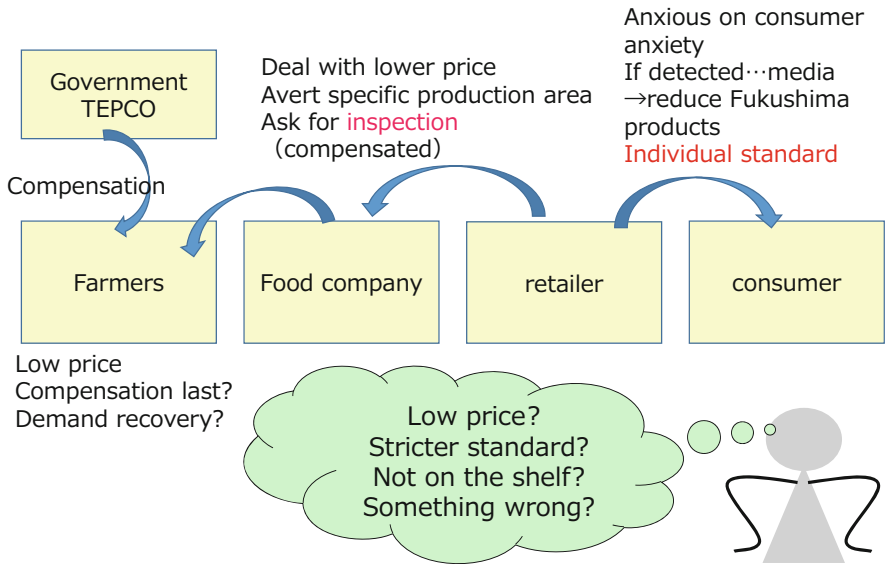 Government
TEPCO
Compensation
Deal with lower price
Avert specific production area
Ask for inspection
（compensated）
Anxious on consumer
anxiety
If detected…media
→reduce Fukushima
products
Individual standard
Farmers
Food company
retailer
consumer
Low price
Compensation last?
Demand recovery?
Low price?
Stricter standard?
Not on the shelf?
Something wrong?